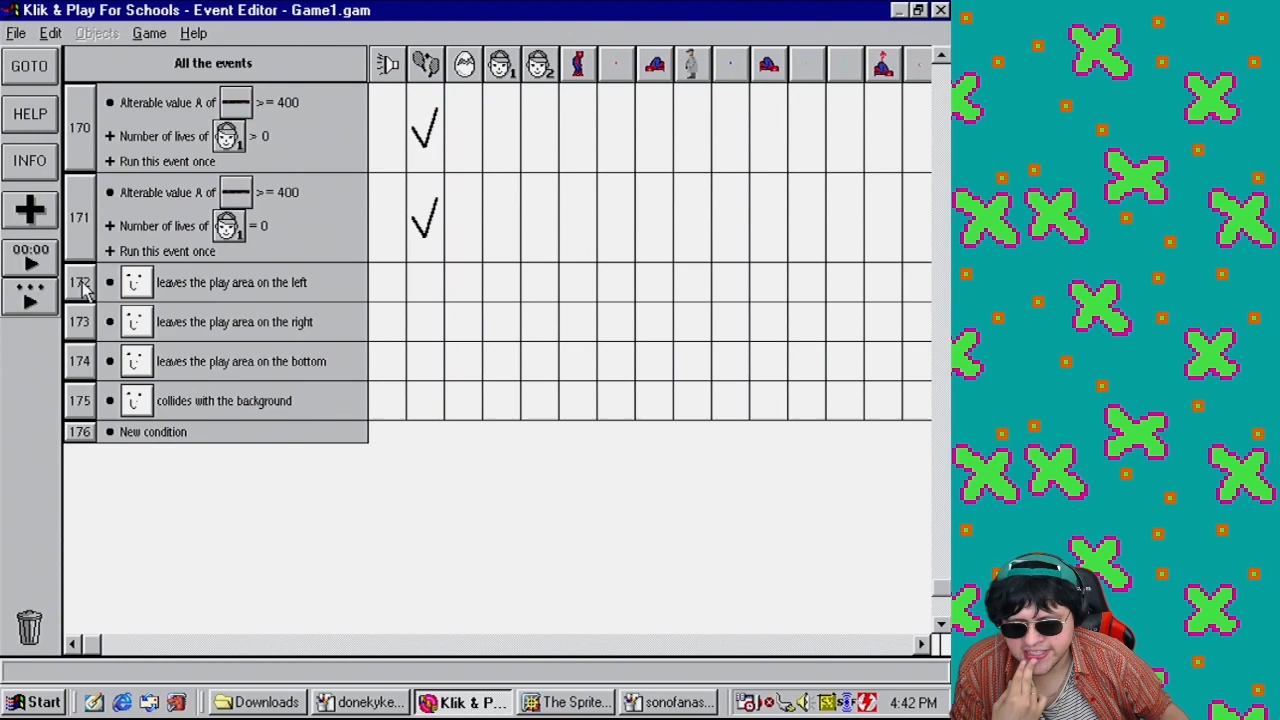 Klik & Play For Schools - Event Editor - Game1.gam
File Edit Objects Game Help
GOTO
All the events
1
2
HELP
INFO
00:00
170
Alterable value A of >= 400
+ Number of lives of 1 > 0
+ Run this event once
171
Alterable value A of >= 400
+ Number of lives of 1 = 0
+ Run this event once
172 leaves the play area on the left
173 leaves the play area on the right
174 leaves the play area on the bottom
175 collides with the background
176 New condition
Start Downloads donekyke... Klik & P... The Sprite... sonofanas... 4:42 PM